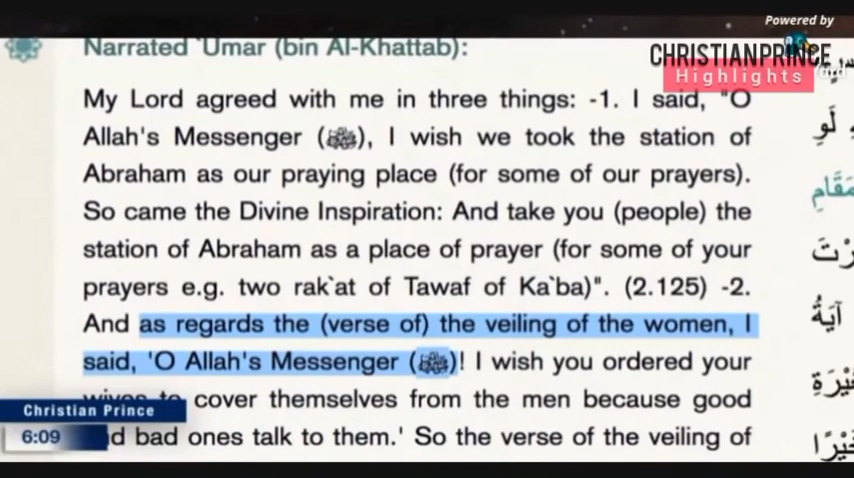 Powered by
CHRISTIANPRINCE
Highlights
Narrated `Umar (bin Al-Khattab):
My Lord agreed with me in three things: -1. I said, "O
Allah's Messenger (ﷺ), I wish we took the station of
Abraham as our praying place (for some of our prayers).
So came the Divine Inspiration: And take you (people) the
station of Abraham as a place of prayer (for some of your
prayers e.g. two rak`at of Tawaf of Ka`ba)". (2.125) -2.
And as regards the (verse of) the veiling of the women, I
said, 'O Allah's Messenger (ﷺ)! I wish you ordered your
wives to cover themselves from the men because good
and bad ones talk to them.' So the verse of the veiling of
لَوِ
مَقَامِ
آيَةُ
Christian Prince
6:09